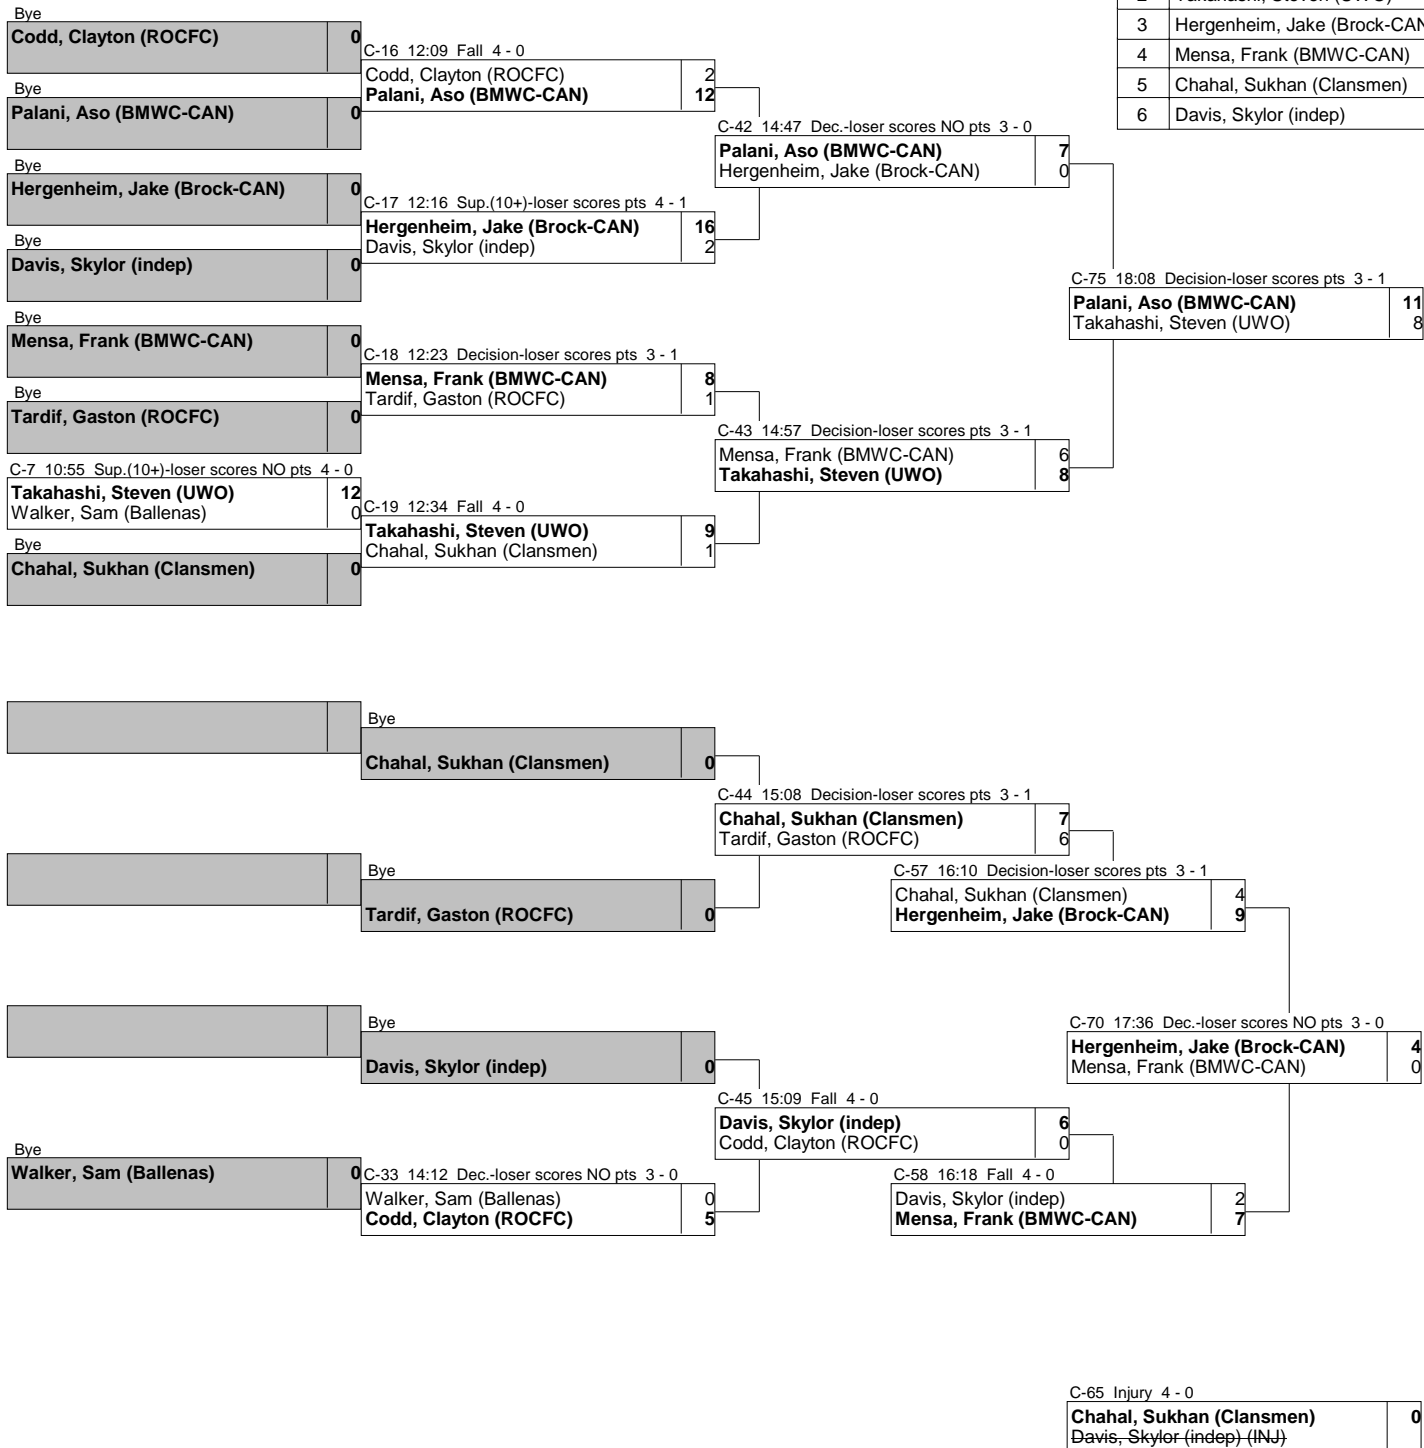 3 Hergenheim, Jake (Brock-CAN
4 Mensa, Frank (BMWC-CAN)
5 Chahal, Sukhan (Clansmen)
6 Davis, Skylor (indep)
Bye
Codd, Clayton (ROCFC) 0
Bye
Palani, Aso (BMWC-CAN) 0
Bye
Hergenheim, Jake (Brock-CAN) 0
Bye
Davis, Skylor (indep) 0
Bye
Mensa, Frank (BMWC-CAN) 0
Bye
Tardif, Gaston (ROCFC) 0
C-7 10:55 Sup.(10+)-loser scores NO pts 4 - 0
Takahashi, Steven (UWO) 12
Walker, Sam (Ballenas) 0
Bye
Chahal, Sukhan (Clansmen) 0
C-16 12:09 Fall 4 - 0
Codd, Clayton (ROCFC) 2
Palani, Aso (BMWC-CAN) 12
C-17 12:16 Sup.(10+)-loser scores pts 4 - 1
Hergenheim, Jake (Brock-CAN) 16
Davis, Skylor (indep) 2
C-18 12:23 Decision-loser scores pts 3 - 1
Mensa, Frank (BMWC-CAN) 8
Tardif, Gaston (ROCFC) 1
C-19 12:34 Fall 4 - 0
Takahashi, Steven (UWO) 9
Chahal, Sukhan (Clansmen) 1
C-42 14:47 Dec.-loser scores NO pts 3 - 0
Palani, Aso (BMWC-CAN) 7
Hergenheim, Jake (Brock-CAN) 0
C-43 14:57 Decision-loser scores pts 3 - 1
Mensa, Frank (BMWC-CAN) 6
Takahashi, Steven (UWO) 8
C-75 18:08 Decision-loser scores pts 3 - 1
Palani, Aso (BMWC-CAN) 11
Takahashi, Steven (UWO) 8
Bye
Chahal, Sukhan (Clansmen) 0
Bye
Tardif, Gaston (ROCFC) 0
Bye
Davis, Skylor (indep) 0
Bye
Walker, Sam (Ballenas) 0
C-33 14:12 Dec.-loser scores NO pts 3 - 0
Walker, Sam (Ballenas) 0
Codd, Clayton (ROCFC) 5
C-44 15:08 Decision-loser scores pts 3 - 1
Chahal, Sukhan (Clansmen) 7
Tardif, Gaston (ROCFC) 6
C-45 15:09 Fall 4 - 0
Davis, Skylor (indep) 6
Codd, Clayton (ROCFC) 0
C-57 16:10 Decision-loser scores pts 3 - 1
Chahal, Sukhan (Clansmen) 4
Hergenheim, Jake (Brock-CAN) 9
C-58 16:18 Fall 4 - 0
Davis, Skylor (indep) 2
Mensa, Frank (BMWC-CAN) 7
C-70 17:36 Dec.-loser scores NO pts 3 - 0
Hergenheim, Jake (Brock-CAN) 4
Mensa, Frank (BMWC-CAN) 0
C-65 Injury 4 - 0
Chahal, Sukhan (Clansmen) 0
Davis, Skylor (indep) (INJ)